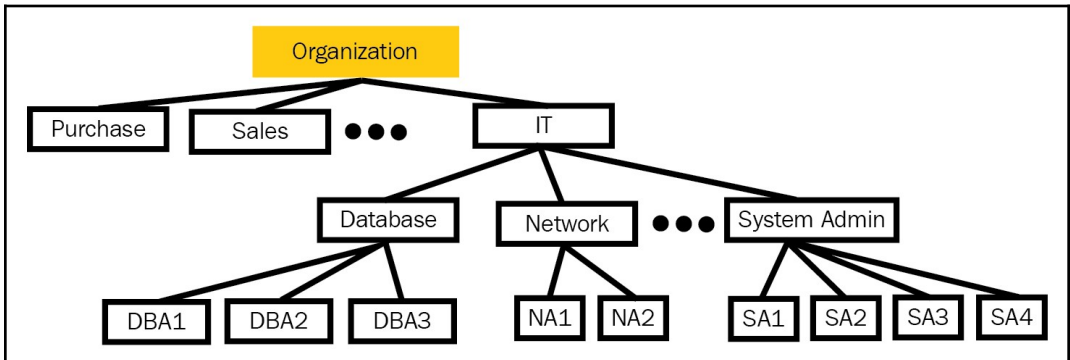 Organization
Purchase
Sales
IT
Database
Network
System Admin
DBA1
DBA2
DBA3
NA1
NA2
SA1
SA2
SA3
SA4